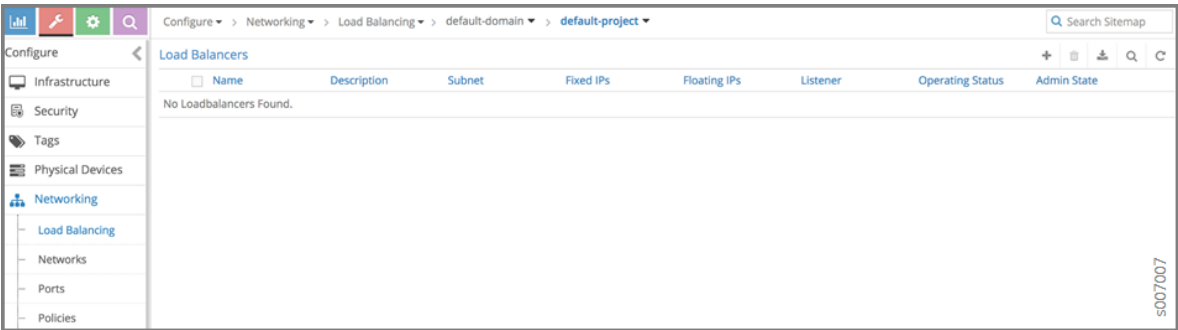 Configure > Networking > Load Balancing > default-domain > default-project
Search Sitemap
Configure
Infrastructure
Security
Tags
Physical Devices
Networking
Load Balancing
Networks
Ports
Policies
Load Balancers
Name Description Subnet Fixed IPs Floating IPs Listener Operating Status Admin State
No Loadbalancers Found.
s007007